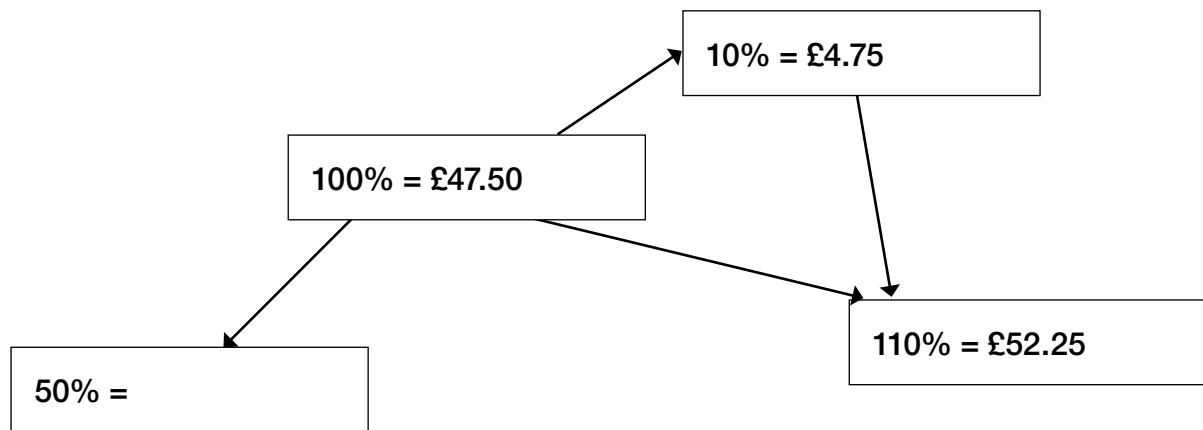 10% = £4.75
100% = £47.50
110% = £52.25
50% =